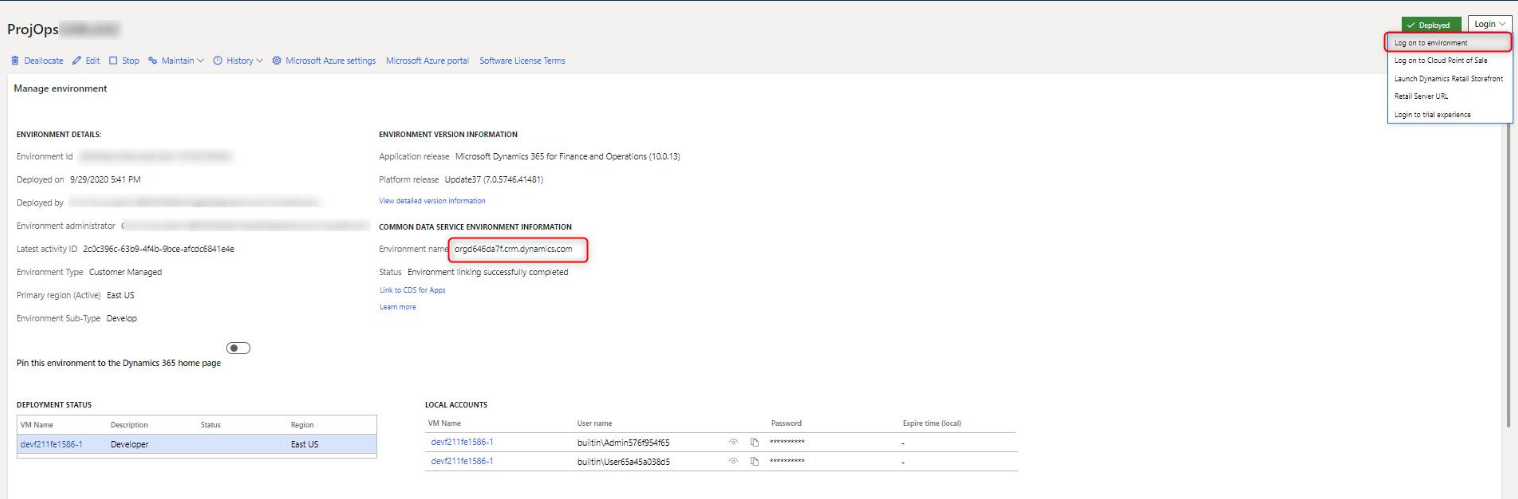 ProjOps
Deployed
Login
Log on to environment
Log on to Cloud Point of Sale
Launch Dynamics Retail Storefront
Retail Server URL
Login to trial experience
Deallocate Edit Stop Maintain History Microsoft Azure settings Microsoft Azure portal Software License Terms
Manage environment
ENVIRONMENT DETAILS:
Environment Id
Deployed on 9/29/2020 5:41 PM
Deployed by
Environment administrator
Latest activity ID 2c0c396c-63b9-4f4b-9bce-afcdc6841e4e
Environment Type Customer Managed
Primary region (Active) East US
Environment Sub-Type Develop
Pin this environment to the Dynamics 365 home page
ENVIRONMENT VERSION INFORMATION
Application release Microsoft Dynamics 365 for Finance and Operations (10.0.13)
Platform release Update37 (7.0.5746.41481)
View detailed version information
COMMON DATA SERVICE ENVIRONMENT INFORMATION
Environment name orgd646da7f.crm.dynamics.com
Status Environment linking successfully completed
Link to CDS for Apps
Learn more
DEPLOYMENT STATUS
VM Name Description Status Region
devf211fe1586-1 Developer East US
LOCAL ACCOUNTS
VM Name User name Password Expire time (local)
devf211fe1586-1 builtin\Admin576f954f65 ********** -
devf211fe1586-1 builtin\User65a45a038d5 ********** -